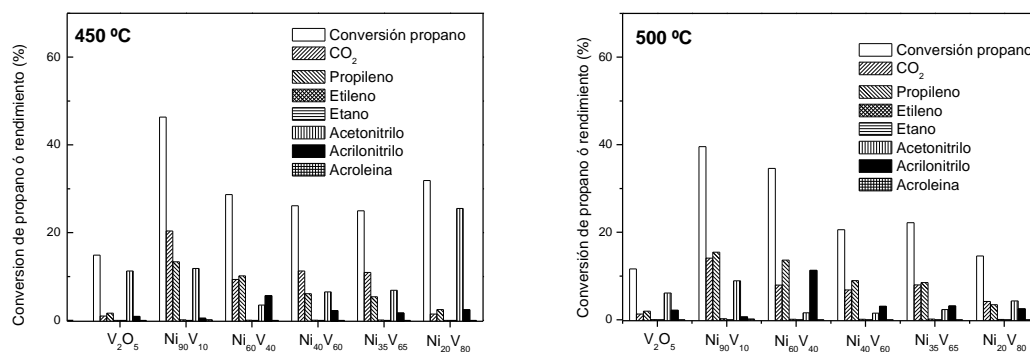 450 ºC
Conversión propano
CO₂
Propileno
Etileno
Etano
Acetonitrilo
Acrilonitrilo
Acroleina
Conversion de propano ó rendimiento (%)
60
40
20
0
V₂O₅
Ni₉₀V₁₀
Ni₆₀V₄₀
Ni₄₀V₆₀
Ni₃₅V₆₅
Ni₂₀V₈₀
500 ºC
Conversión propano
CO₂
Propileno
Etileno
Etano
Acetonitrilo
Acrilonitrilo
Acroleina
Conversión de propano ó rendimiento (%)
60
40
20
0
V₂O₅
Ni₉₀V₁₀
Ni₆₀V₄₀
Ni₄₀V₆₀
Ni₃₅V₆₅
Ni₂₀V₈₀